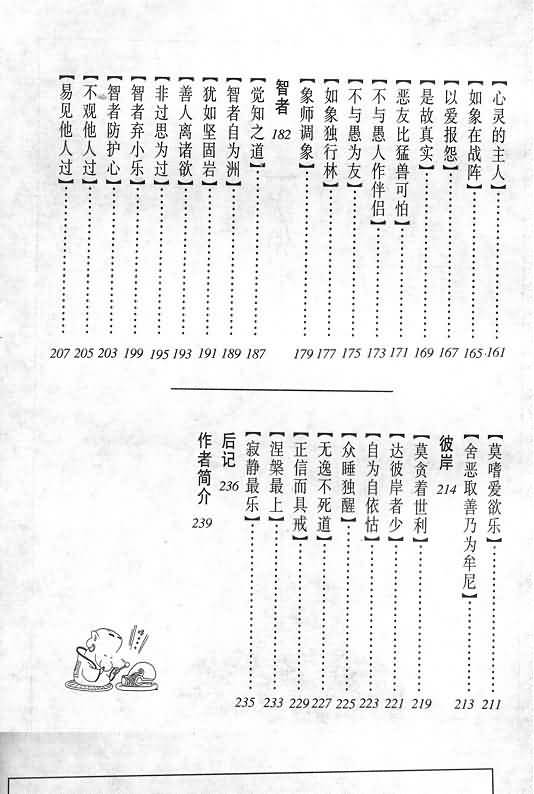 【心灵的主人】 161
【如象在战阵】 165
【以爱报怨】 167
【是故真实】 169
【恶友比猛兽可怕】 171
【不与愚人作伴侣】 173
【不与愚为友】 175
【如象独行林】 177
【象师调象】 179
智者 182
【觉知之道】 187
【智者自为洲】 189
【犹如坚固岩】 191
【善人离诸欲】 193
【非过思为过】 195
【智者弃小乐】 199
【智者防护心】 203
【不观他人过】 205
【易见他人过】 207
【莫嗜爱欲乐】 211
【舍恶取善乃为牟尼】 213
彼岸 214
【莫贪着世利】 219
【达彼岸者少】 221
【自为自依怙】 223
【众睡独醒】 225
【无逸不死道】 227
【正信而具戒】 229
【涅槃最上】 233
【寂静最乐】 235
后记 236
作者简介 239